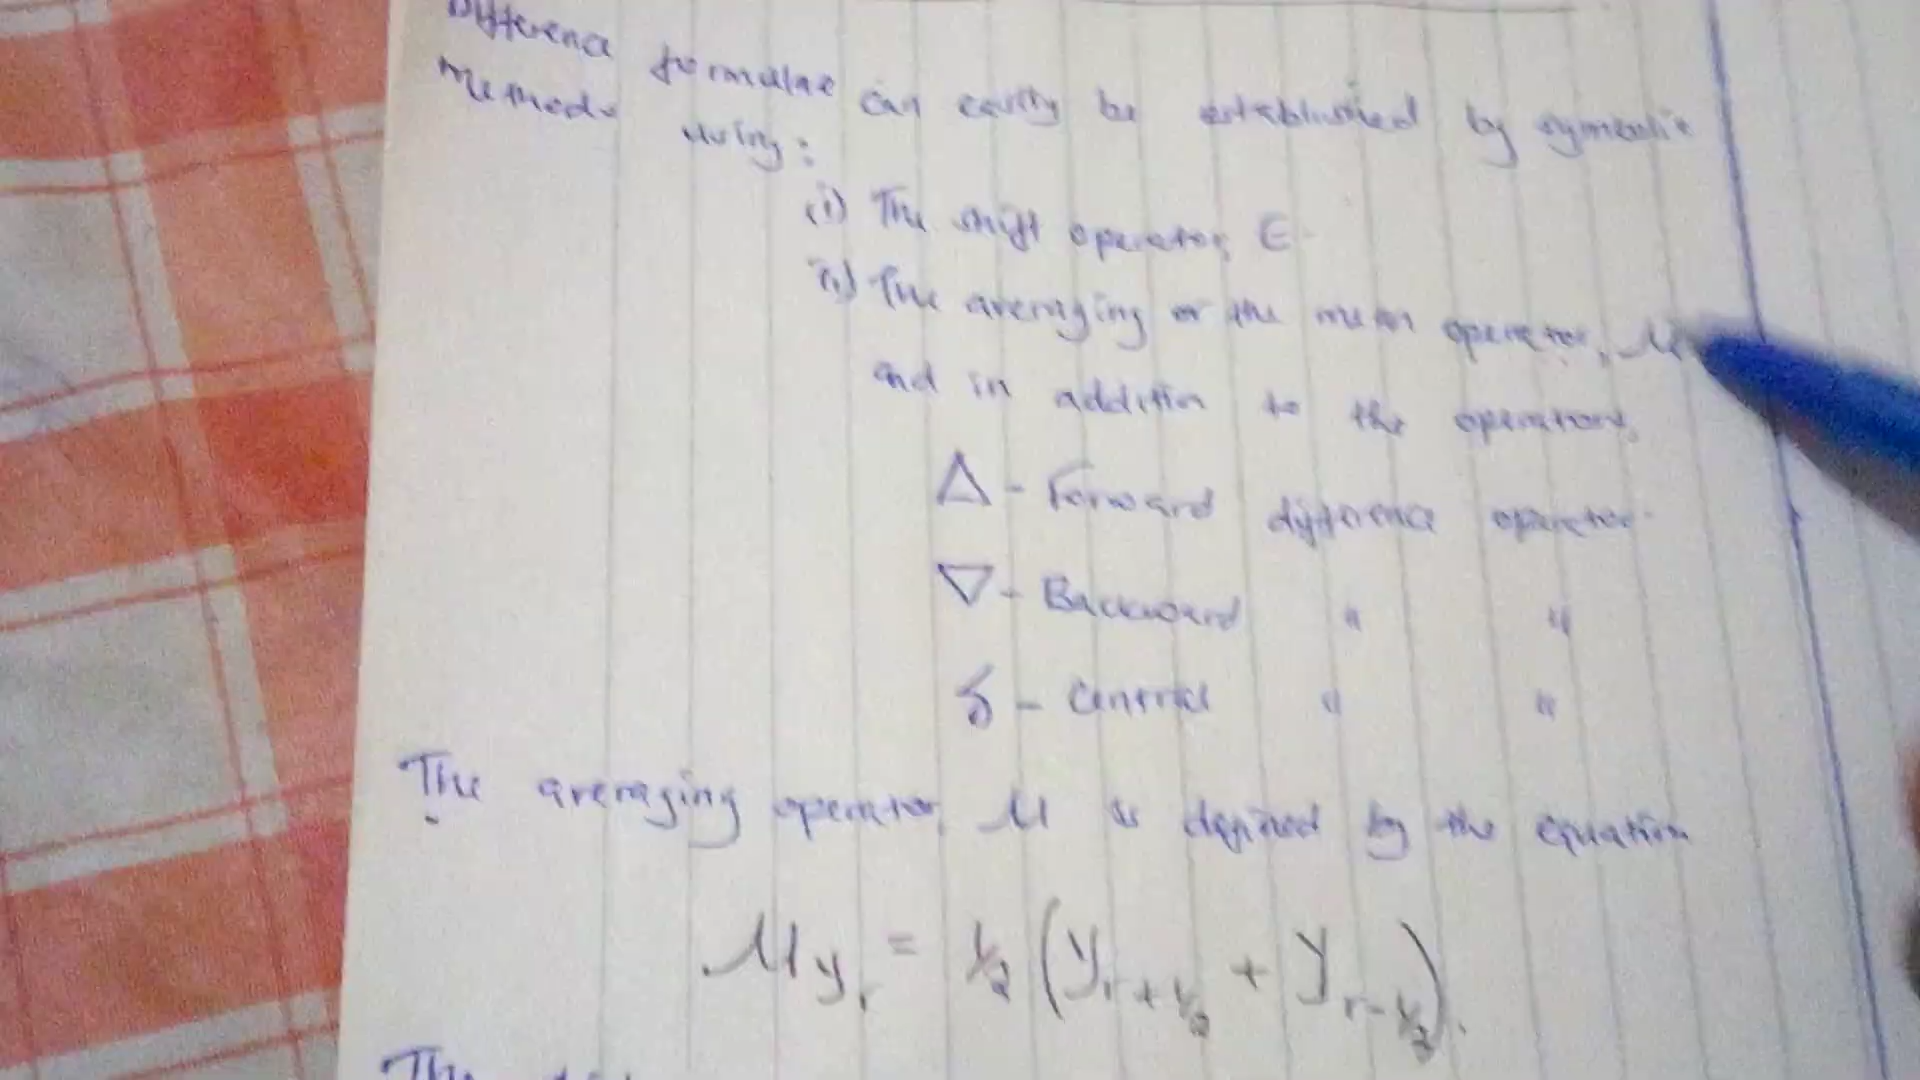 Difference formulae can easily be established by symbolic
methods using:
(i) The shift operator, E.
ii) The averaging or the mean operator, μ
and in addition to the operators,
Δ - Forward difference operator.
∇ - Backward " "
δ - Central " "
The averaging operator, μ is defined by the equation
μy_r = 1/2 (y_{r+1/2} + y_{r-1/2}).
The